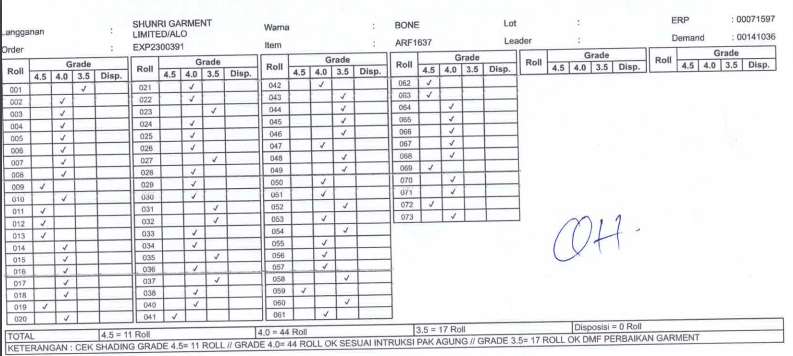 Langganan : SHUNRI GARMENT LIMITED/ALO Warna : BONE Lot : ERP : 00071597
Order : EXP2300391 Item : ARF1637 Leader : Demand : 00141036
Roll Grade Roll Grade Roll Grade Roll Grade Roll Grade Roll Grade
4.5 4.0 3.5 Disp. 4.5 4.0 3.5 Disp. 4.5 4.0 3.5 Disp. 4.5 4.0 3.5 Disp. 4.5 4.0 3.5 Disp. 4.5 4.0 3.5 Disp.
001 ✓ 021 ✓ 042 ✓ 062 ✓
002 ✓ 022 ✓ 043 ✓ 063 ✓
003 ✓ 023 ✓ 044 ✓ 064 ✓
004 ✓ 024 ✓ 045 ✓ 065 ✓
005 ✓ 025 ✓ 046 ✓ 066 ✓
006 ✓ 026 ✓ 047 ✓ 067 ✓
007 ✓ 027 ✓ 048 ✓ 068 ✓
008 ✓ 028 ✓ 049 ✓ 069 ✓
009 ✓ 029 ✓ 050 ✓ 070 ✓
010 ✓ 030 ✓ 051 ✓ 071 ✓
011 ✓ 031 ✓ 052 ✓ 072 ✓
012 ✓ 032 ✓ 053 ✓ 073 ✓
013 ✓ 033 ✓ 054 ✓
014 ✓ 034 ✓ 055 ✓
015 ✓ 035 ✓ 056 ✓
016 ✓ 036 ✓ 057 ✓
017 ✓ 037 ✓ 058 ✓
018 ✓ 038 ✓ 059 ✓
019 ✓ 040 ✓ 060 ✓
020 ✓ 041 ✓ 061 ✓
TOTAL 4.5 = 11 Roll 4.0 = 44 Roll 3.5 = 17 Roll Disposisi = 0 Roll
KETERANGAN : CEK SHADING GRADE 4.5= 11 ROLL // GRADE 4.0= 44 ROLL OK SESUAI INTRUKSI PAK AGUNG // GRADE 3.5= 17 ROLL OK DMF PERBAIKAN GARMENT